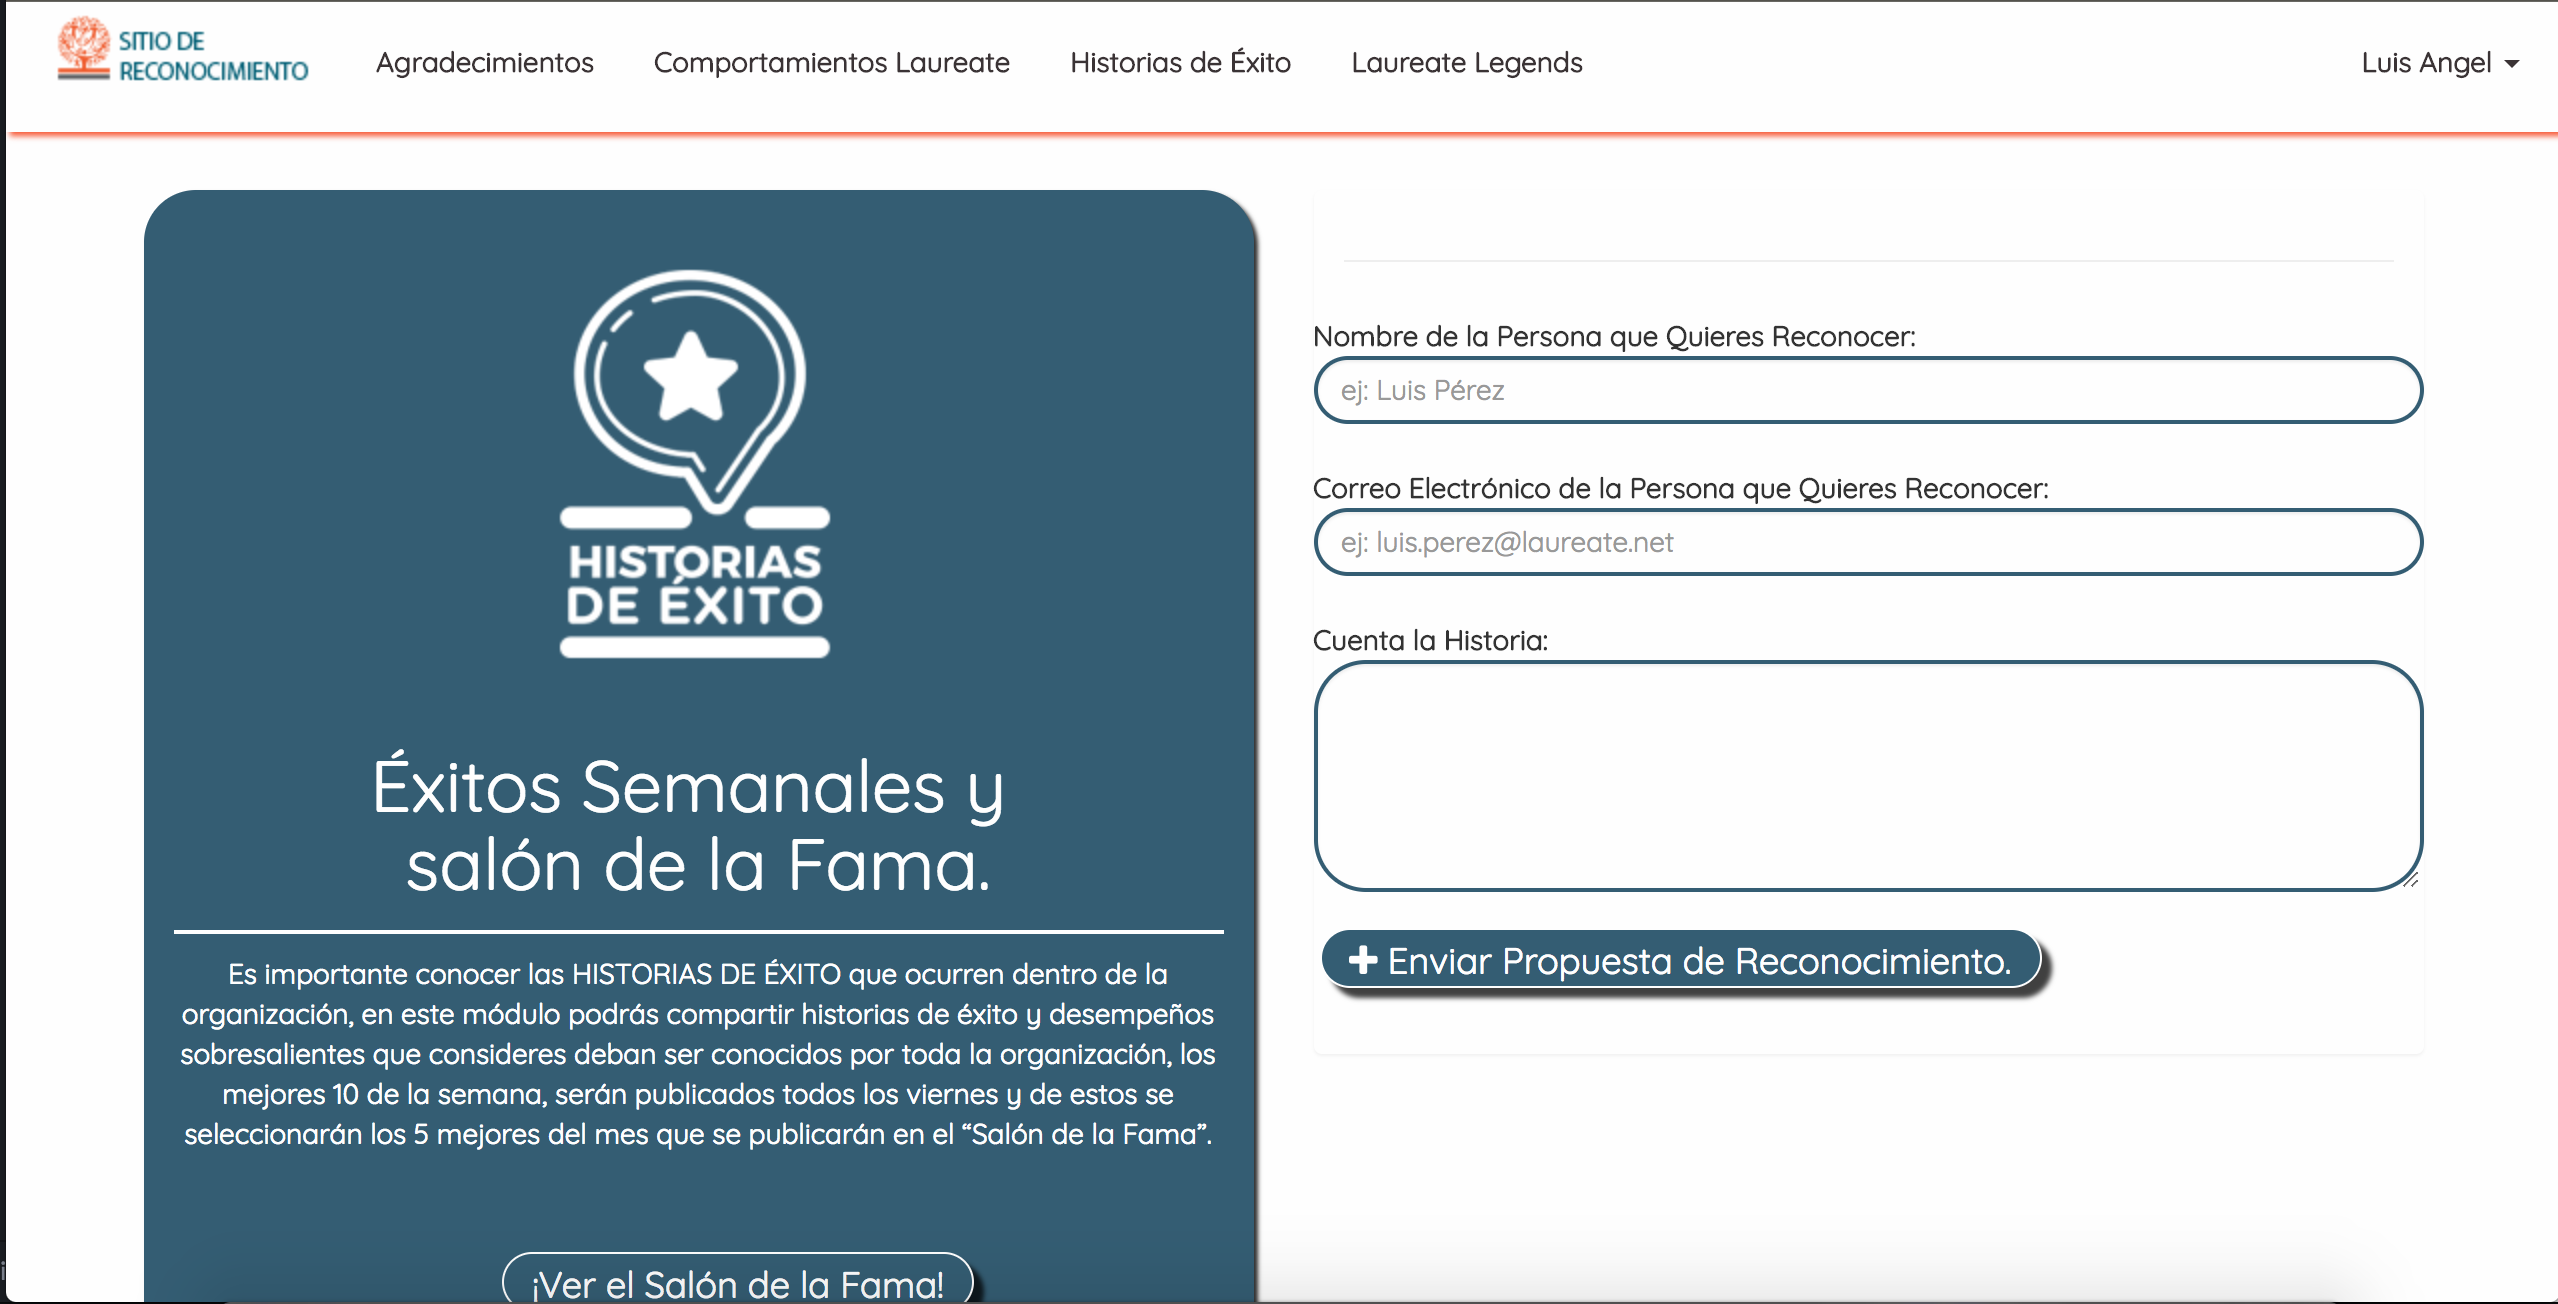 SITIO DE
RECONOCIMIENTO
Agradecimientos
Comportamientos Laureate
Historias de Éxito
Laureate Legends
Luis Angel
HISTORIAS
DE ÉXITO
Éxitos Semanales y
salón de la Fama.
Es importante conocer las HISTORIAS DE ÉXITO que ocurren dentro de la
organización, en este módulo podrás compartir historias de éxito y desempeños
sobresalientes que consideres deban ser conocidos por toda la organización, los
mejores 10 de la semana, serán publicados todos los viernes y de estos se
seleccionarán los 5 mejores del mes que se publicarán en el “Salón de la Fama”.
¡Ver el Salón de la Fama!
Nombre de la Persona que Quieres Reconocer:
ej: Luis Pérez
Correo Electrónico de la Persona que Quieres Reconocer:
ej: luis.perez@laureate.net
Cuenta la Historia:
Enviar Propuesta de Reconocimiento.